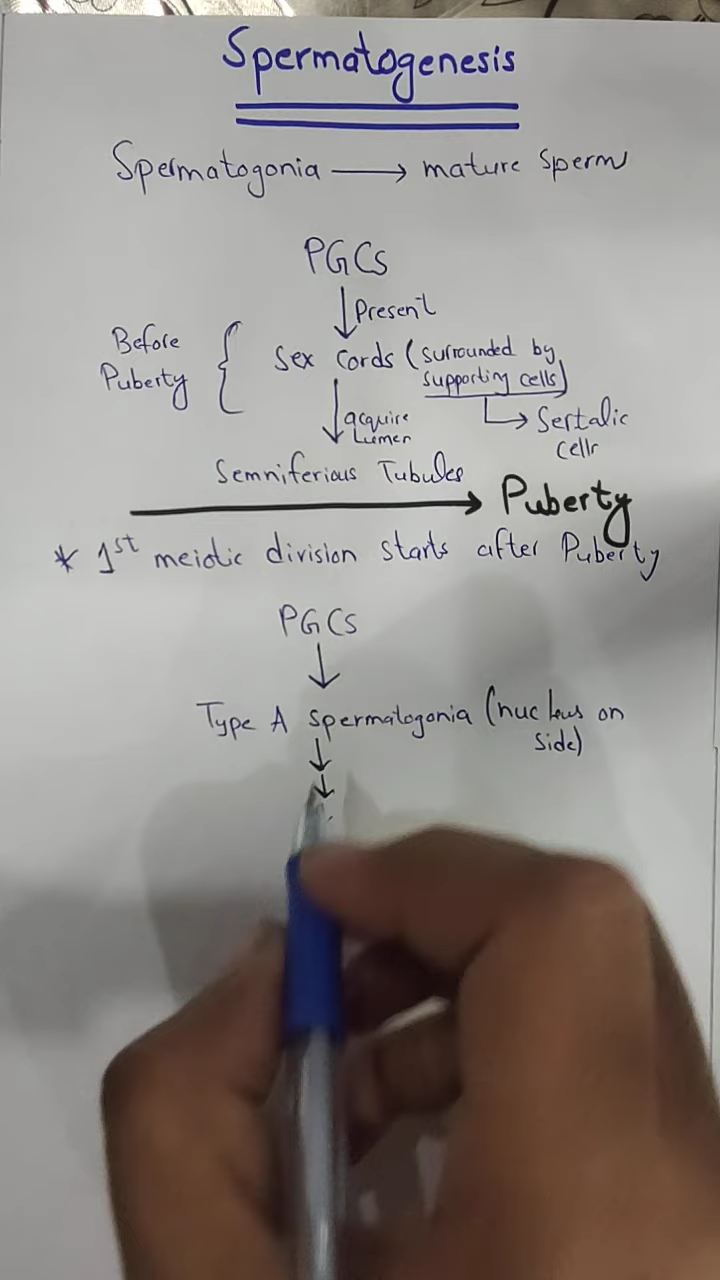 Spermatogenesis
Spermatogonia → mature Sperm
PGCs
↓ Present
Before Puberty { Sex Cords (surrounded by supporting cells)
↓ acquire Lumen
↳ Sertalic cells
Semniferious Tubules
→ Puberty
* 1st meiotic division starts after Puberty
PGCs
↓
Type A spermatogonia (nucleus on side)
↓
↓